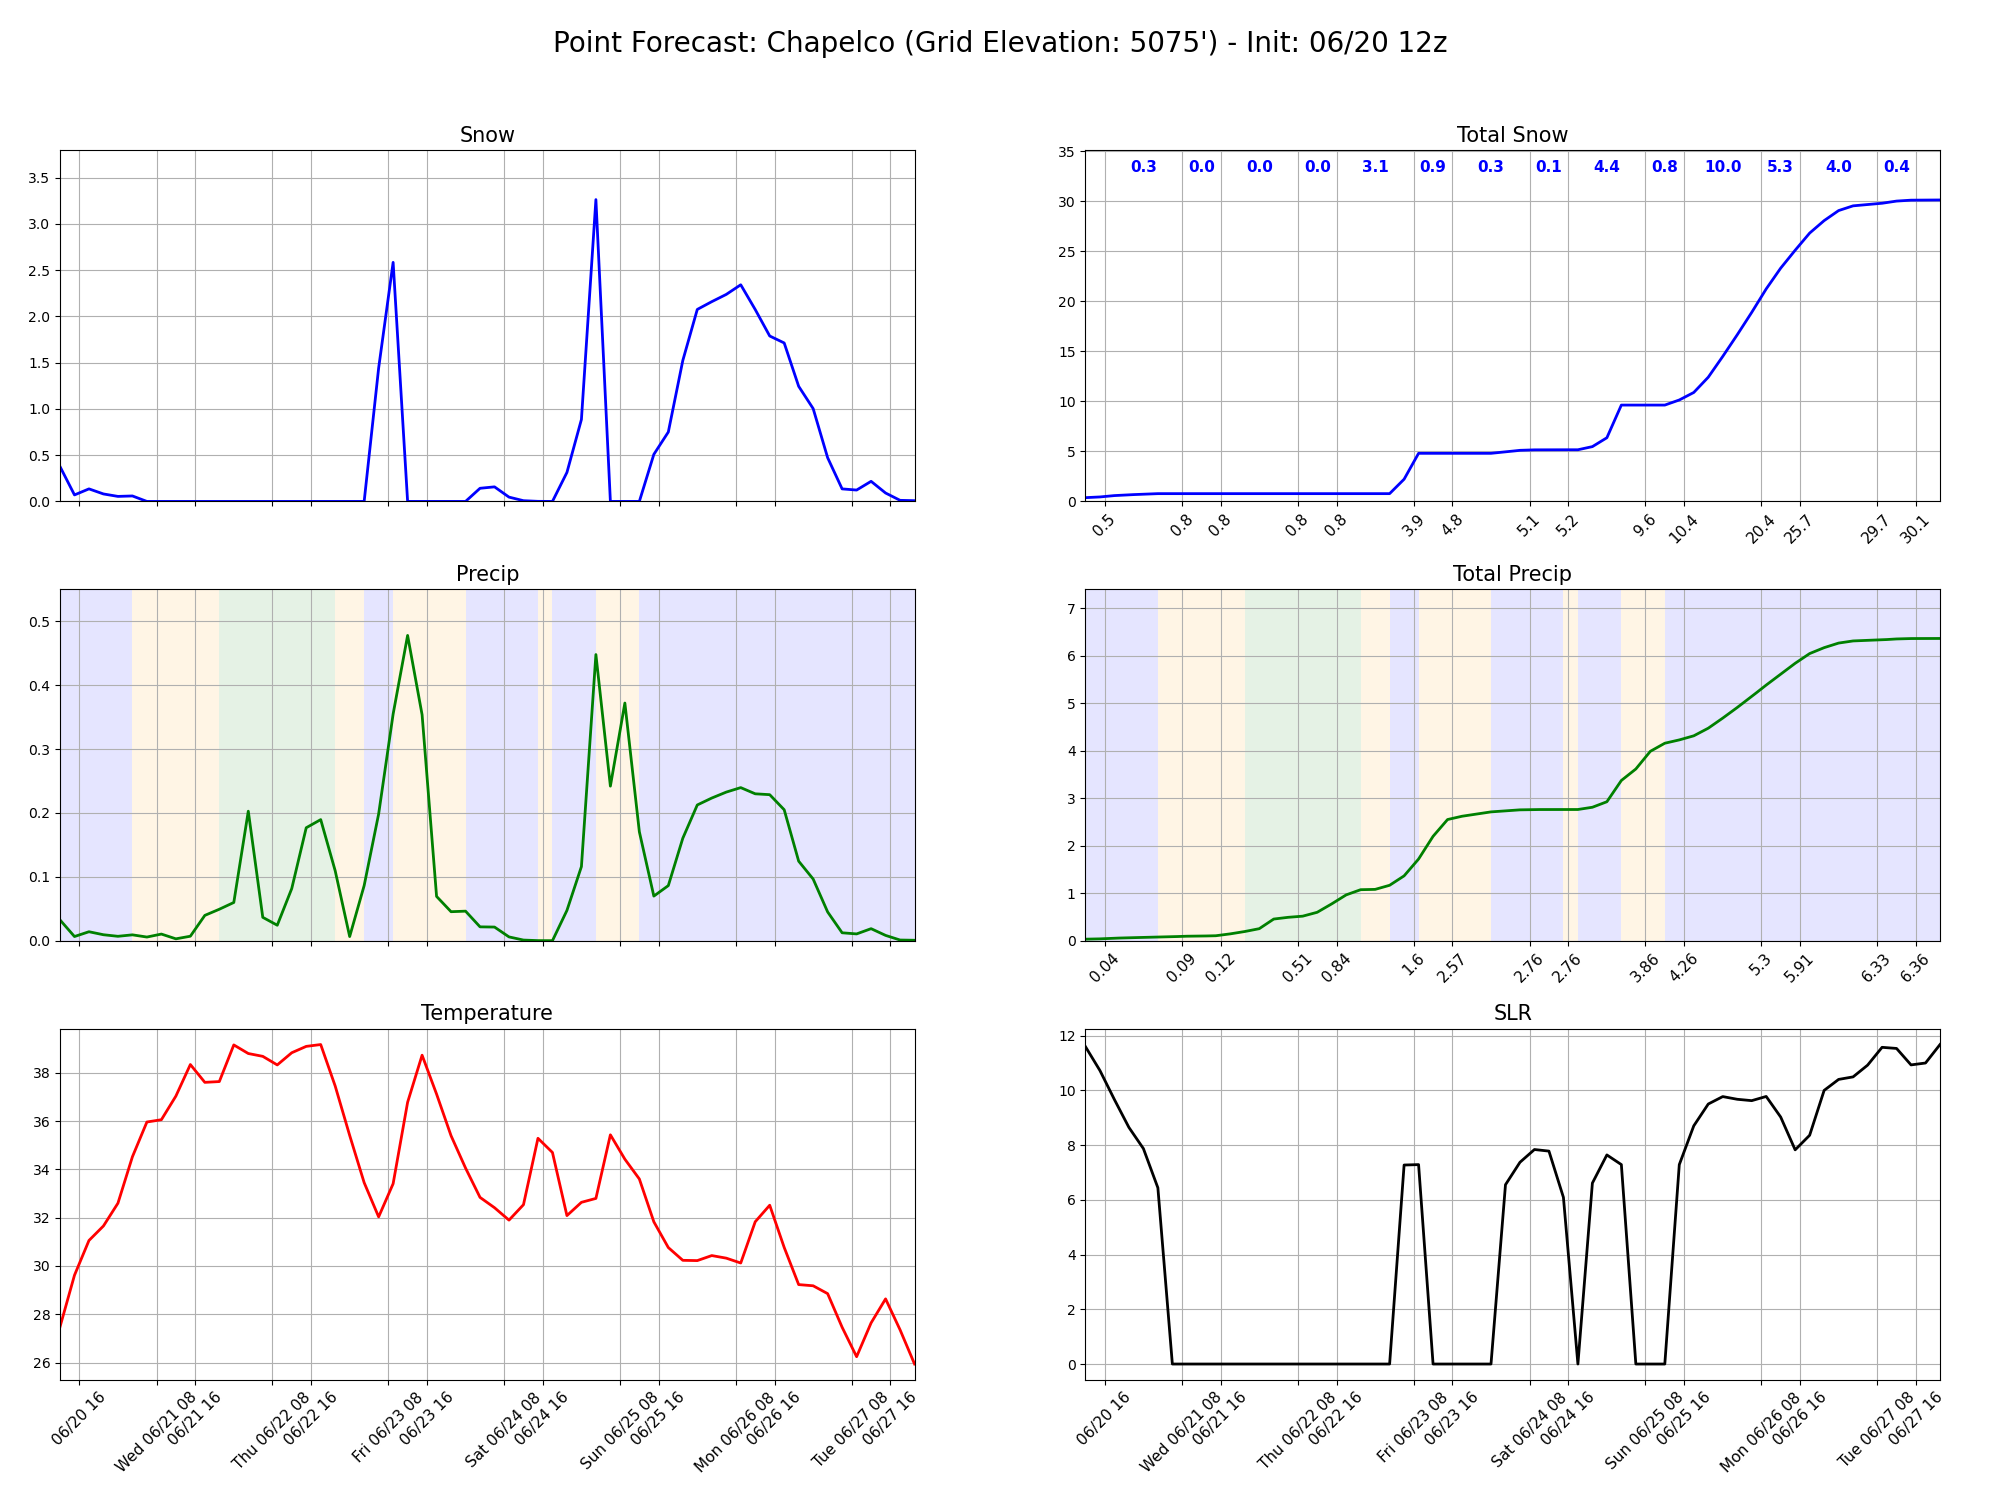 Point Forecast: Chapelco (Grid Elevation: 5075') - Init: 06/20 12z
Snow
3.5
3.0
2.5
2.0
1.5
1.0
0.5
0.0
Total Snow
35
30
25
20
15
10
5
0
0.3 0.0 0.0 0.0 3.1 0.9 0.3 0.1 4.4 0.8 10.0 5.3 4.0 0.4
0.5 0.8 0.8 0.8 0.8 3.9 4.8 5.1 5.2 9.6 10.4 20.4 25.7 29.7 30.1
Precip
0.5
0.4
0.3
0.2
0.1
0.0
Total Precip
7
6
5
4
3
2
1
0
0.04 0.09 0.12 0.51 0.84 1.6 2.57 2.76 2.76 3.86 4.26 5.3 5.91 6.33 6.36
Temperature
38
36
34
32
30
28
26
06/20 16
Wed 06/21 08
06/21 16
Thu 06/22 08
06/22 16
Fri 06/23 08
06/23 16
Sat 06/24 08
06/24 16
Sun 06/25 08
06/25 16
Mon 06/26 08
06/26 16
Tue 06/27 08
06/27 16
SLR
12
10
8
6
4
2
0
06/20 16
Wed 06/21 08
06/21 16
Thu 06/22 08
06/22 16
Fri 06/23 08
06/23 16
Sat 06/24 08
06/24 16
Sun 06/25 08
06/25 16
Mon 06/26 08
06/26 16
Tue 06/27 08
06/27 16